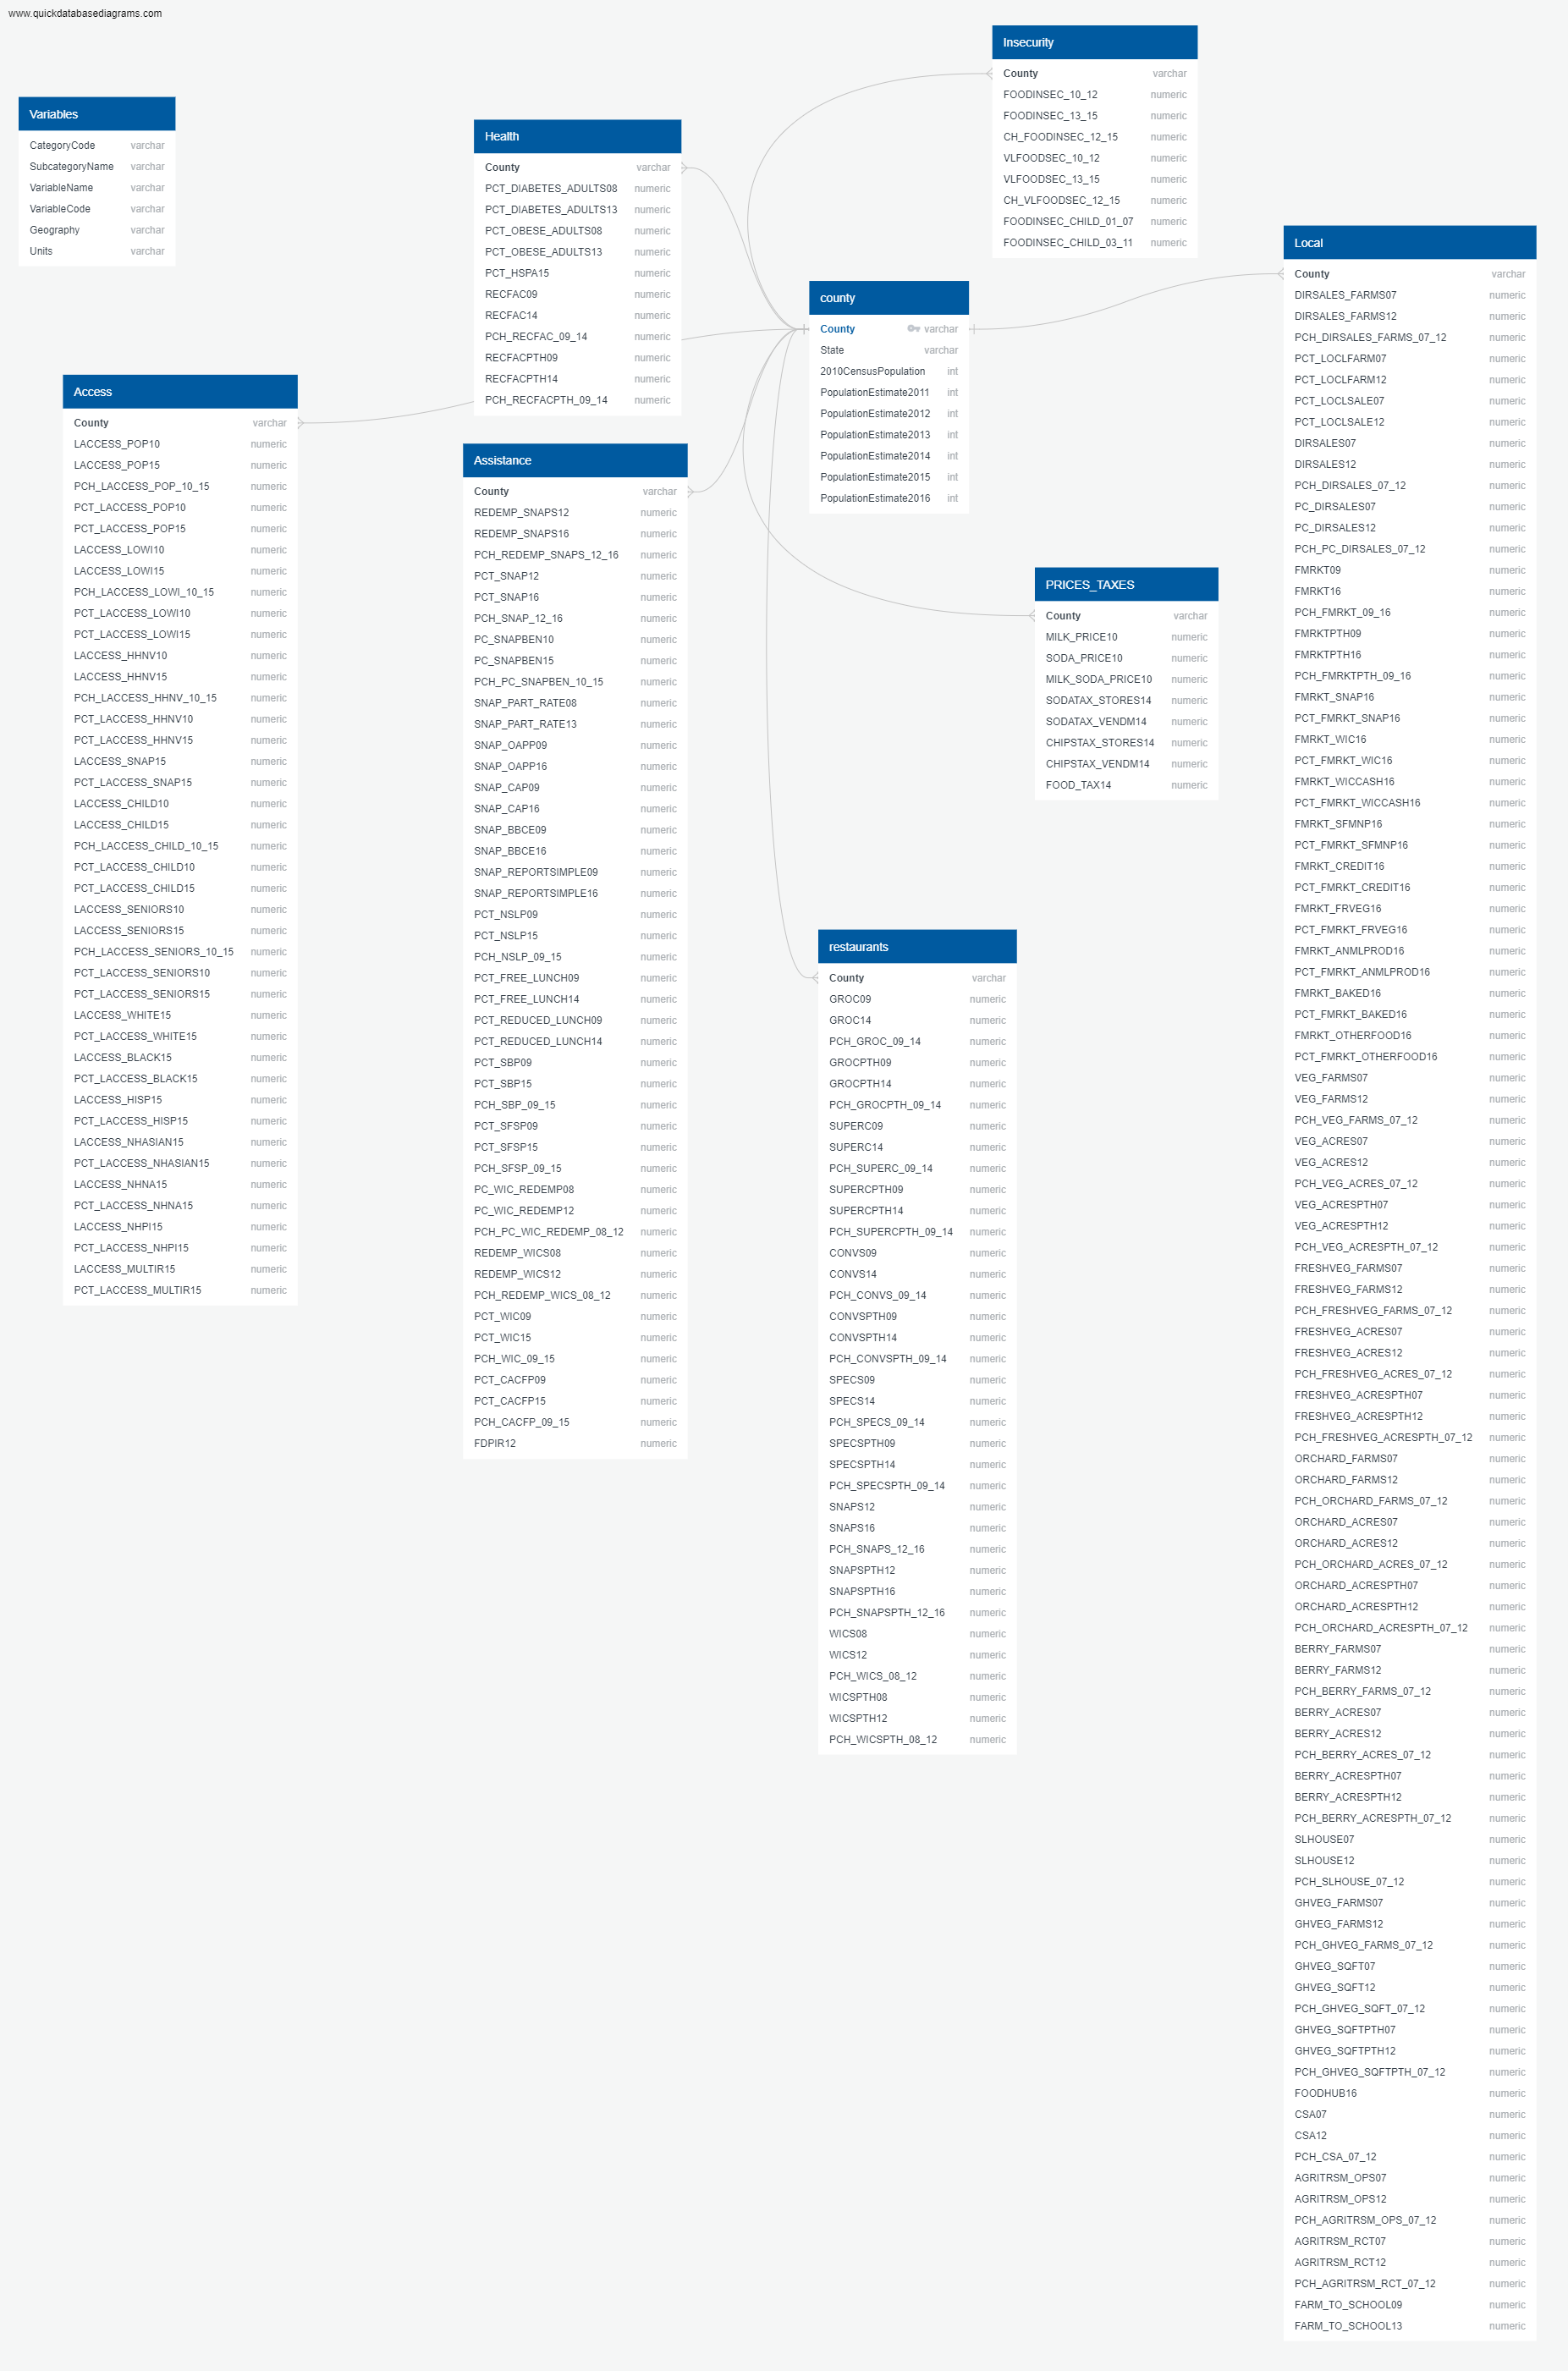 www.quickdatabasediagrams.com
Variables
CategoryCode varchar
SubcategoryName varchar
VariableName varchar
VariableCode varchar
Geography varchar
Units varchar
Access
County varchar
LACCESS_POP10 numeric
LACCESS_POP15 numeric
PCH_LACCESS_POP_10_15 numeric
PCT_LACCESS_POP10 numeric
PCT_LACCESS_POP15 numeric
LACCESS_LOWI10 numeric
LACCESS_LOWI15 numeric
PCH_LACCESS_LOWI_10_15 numeric
PCT_LACCESS_LOWI10 numeric
PCT_LACCESS_LOWI15 numeric
LACCESS_HHNV10 numeric
LACCESS_HHNV15 numeric
PCH_LACCESS_HHNV_10_15 numeric
PCT_LACCESS_HHNV10 numeric
PCT_LACCESS_HHNV15 numeric
LACCESS_SNAP15 numeric
PCT_LACCESS_SNAP15 numeric
LACCESS_CHILD10 numeric
LACCESS_CHILD15 numeric
PCH_LACCESS_CHILD_10_15 numeric
PCT_LACCESS_CHILD10 numeric
PCT_LACCESS_CHILD15 numeric
LACCESS_SENIORS10 numeric
LACCESS_SENIORS15 numeric
PCH_LACCESS_SENIORS_10_15 numeric
PCT_LACCESS_SENIORS10 numeric
PCT_LACCESS_SENIORS15 numeric
LACCESS_WHITE15 numeric
PCT_LACCESS_WHITE15 numeric
LACCESS_BLACK15 numeric
PCT_LACCESS_BLACK15 numeric
LACCESS_HISP15 numeric
PCT_LACCESS_HISP15 numeric
LACCESS_NHASIAN15 numeric
PCT_LACCESS_NHASIAN15 numeric
LACCESS_NHNA15 numeric
PCT_LACCESS_NHNA15 numeric
LACCESS_NHPI15 numeric
PCT_LACCESS_NHPI15 numeric
LACCESS_MULTIR15 numeric
PCT_LACCESS_MULTIR15 numeric
Health
County varchar
PCT_DIABETES_ADULTS08 numeric
PCT_DIABETES_ADULTS13 numeric
PCT_OBESE_ADULTS08 numeric
PCT_OBESE_ADULTS13 numeric
PCT_HSPA15 numeric
RECFAC09 numeric
RECFAC14 numeric
PCH_RECFAC_09_14 numeric
RECFACPTH09 numeric
RECFACPTH14 numeric
PCH_RECFACPTH_09_14 numeric
Assistance
County varchar
REDEMP_SNAPS12 numeric
REDEMP_SNAPS16 numeric
PCH_REDEMP_SNAPS_12_16 numeric
PCT_SNAP12 numeric
PCT_SNAP16 numeric
PCH_SNAP_12_16 numeric
PC_SNAPBEN10 numeric
PC_SNAPBEN15 numeric
PCH_PC_SNAPBEN_10_15 numeric
SNAP_PART_RATE08 numeric
SNAP_PART_RATE13 numeric
SNAP_OAPP09 numeric
SNAP_OAPP16 numeric
SNAP_CAP09 numeric
SNAP_CAP16 numeric
SNAP_BBCE09 numeric
SNAP_BBCE16 numeric
SNAP_REPORTSIMPLE09 numeric
SNAP_REPORTSIMPLE16 numeric
PCT_NSLP09 numeric
PCT_NSLP15 numeric
PCH_NSLP_09_15 numeric
PCT_FREE_LUNCH09 numeric
PCT_FREE_LUNCH14 numeric
PCT_REDUCED_LUNCH09 numeric
PCT_REDUCED_LUNCH14 numeric
PCT_SBP09 numeric
PCT_SBP15 numeric
PCH_SBP_09_15 numeric
PCT_SFSP09 numeric
PCT_SFSP15 numeric
PCH_SFSP_09_15 numeric
PC_WIC_REDEMP08 numeric
PC_WIC_REDEMP12 numeric
PCH_PC_WIC_REDEMP_08_12 numeric
REDEMP_WICS08 numeric
REDEMP_WICS12 numeric
PCH_REDEMP_WICS_08_12 numeric
PCT_WIC09 numeric
PCT_WIC15 numeric
PCH_WIC_09_15 numeric
PCT_CACFP09 numeric
PCT_CACFP15 numeric
PCH_CACFP_09_15 numeric
FDPIR12 numeric
Insecurity
County varchar
FOODINSEC_10_12 numeric
FOODINSEC_13_15 numeric
CH_FOODINSEC_12_15 numeric
VLFOODSEC_10_12 numeric
VLFOODSEC_13_15 numeric
CH_VLFOODSEC_12_15 numeric
FOODINSEC_CHILD_01_07 numeric
FOODINSEC_CHILD_03_11 numeric
county
County varchar
State varchar
2010CensusPopulation int
PopulationEstimate2011 int
PopulationEstimate2012 int
PopulationEstimate2013 int
PopulationEstimate2014 int
PopulationEstimate2015 int
PopulationEstimate2016 int
PRICES_TAXES
County varchar
MILK_PRICE10 numeric
SODA_PRICE10 numeric
MILK_SODA_PRICE10 numeric
SODATAX_STORES14 numeric
SODATAX_VENDM14 numeric
CHIPSTAX_STORES14 numeric
CHIPSTAX_VENDM14 numeric
FOOD_TAX14 numeric
restaurants
County varchar
GROC09 numeric
GROC14 numeric
PCH_GROC_09_14 numeric
GROCPTH09 numeric
GROCPTH14 numeric
PCH_GROCPTH_09_14 numeric
SUPERC09 numeric
SUPERC14 numeric
PCH_SUPERC_09_14 numeric
SUPERCPTH09 numeric
SUPERCPTH14 numeric
PCH_SUPERCPTH_09_14 numeric
CONVS09 numeric
CONVS14 numeric
PCH_CONVS_09_14 numeric
CONVSPTH09 numeric
CONVSPTH14 numeric
PCH_CONVSPTH_09_14 numeric
SPECS09 numeric
SPECS14 numeric
PCH_SPECS_09_14 numeric
SPECSPTH09 numeric
SPECSPTH14 numeric
PCH_SPECSPTH_09_14 numeric
SNAPS12 numeric
SNAPS16 numeric
PCH_SNAPS_12_16 numeric
SNAPSPTH12 numeric
SNAPSPTH16 numeric
PCH_SNAPSPTH_12_16 numeric
WICS08 numeric
WICS12 numeric
PCH_WICS_08_12 numeric
WICSPTH08 numeric
WICSPTH12 numeric
PCH_WICSPTH_08_12 numeric
Local
County varchar
DIRSALES_FARMS07 numeric
DIRSALES_FARMS12 numeric
PCH_DIRSALES_FARMS_07_12 numeric
PCT_LOCLFARM07 numeric
PCT_LOCLFARM12 numeric
PCT_LOCLSALE07 numeric
PCT_LOCLSALE12 numeric
DIRSALES07 numeric
DIRSALES12 numeric
PCH_DIRSALES_07_12 numeric
PC_DIRSALES07 numeric
PC_DIRSALES12 numeric
PCH_PC_DIRSALES_07_12 numeric
FMRKT09 numeric
FMRKT16 numeric
PCH_FMRKT_09_16 numeric
FMRKTPTH09 numeric
FMRKTPTH16 numeric
PCH_FMRKTPTH_09_16 numeric
FMRKT_SNAP16 numeric
PCT_FMRKT_SNAP16 numeric
FMRKT_WIC16 numeric
PCT_FMRKT_WIC16 numeric
FMRKT_WICCASH16 numeric
PCT_FMRKT_WICCASH16 numeric
FMRKT_SFMNP16 numeric
PCT_FMRKT_SFMNP16 numeric
FMRKT_CREDIT16 numeric
PCT_FMRKT_CREDIT16 numeric
FMRKT_FRVEG16 numeric
PCT_FMRKT_FRVEG16 numeric
FMRKT_ANMLPROD16 numeric
PCT_FMRKT_ANMLPROD16 numeric
FMRKT_BAKED16 numeric
PCT_FMRKT_BAKED16 numeric
FMRKT_OTHERFOOD16 numeric
PCT_FMRKT_OTHERFOOD16 numeric
VEG_FARMS07 numeric
VEG_FARMS12 numeric
PCH_VEG_FARMS_07_12 numeric
VEG_ACRES07 numeric
VEG_ACRES12 numeric
PCH_VEG_ACRES_07_12 numeric
VEG_ACRESPTH07 numeric
VEG_ACRESPTH12 numeric
PCH_VEG_ACRESPTH_07_12 numeric
FRESHVEG_FARMS07 numeric
FRESHVEG_FARMS12 numeric
PCH_FRESHVEG_FARMS_07_12 numeric
FRESHVEG_ACRES07 numeric
FRESHVEG_ACRES12 numeric
PCH_FRESHVEG_ACRES_07_12 numeric
FRESHVEG_ACRESPTH07 numeric
FRESHVEG_ACRESPTH12 numeric
PCH_FRESHVEG_ACRESPTH_07_12 numeric
ORCHARD_FARMS07 numeric
ORCHARD_FARMS12 numeric
PCH_ORCHARD_FARMS_07_12 numeric
ORCHARD_ACRES07 numeric
ORCHARD_ACRES12 numeric
PCH_ORCHARD_ACRES_07_12 numeric
ORCHARD_ACRESPTH07 numeric
ORCHARD_ACRESPTH12 numeric
PCH_ORCHARD_ACRESPTH_07_12 numeric
BERRY_FARMS07 numeric
BERRY_FARMS12 numeric
PCH_BERRY_FARMS_07_12 numeric
BERRY_ACRES07 numeric
BERRY_ACRES12 numeric
PCH_BERRY_ACRES_07_12 numeric
BERRY_ACRESPTH07 numeric
BERRY_ACRESPTH12 numeric
PCH_BERRY_ACRESPTH_07_12 numeric
SLHOUSE07 numeric
SLHOUSE12 numeric
PCH_SLHOUSE_07_12 numeric
GHVEG_FARMS07 numeric
GHVEG_FARMS12 numeric
PCH_GHVEG_FARMS_07_12 numeric
GHVEG_SQFT07 numeric
GHVEG_SQFT12 numeric
PCH_GHVEG_SQFT_07_12 numeric
GHVEG_SQFTPTH07 numeric
GHVEG_SQFTPTH12 numeric
PCH_GHVEG_SQFTPTH_07_12 numeric
FOODHUB16 numeric
CSA07 numeric
CSA12 numeric
PCH_CSA_07_12 numeric
AGRITRSM_OPS07 numeric
AGRITRSM_OPS12 numeric
PCH_AGRITRSM_OPS_07_12 numeric
AGRITRSM_RCT07 numeric
AGRITRSM_RCT12 numeric
PCH_AGRITRSM_RCT_07_12 numeric
FARM_TO_SCHOOL09 numeric
FARM_TO_SCHOOL13 numeric